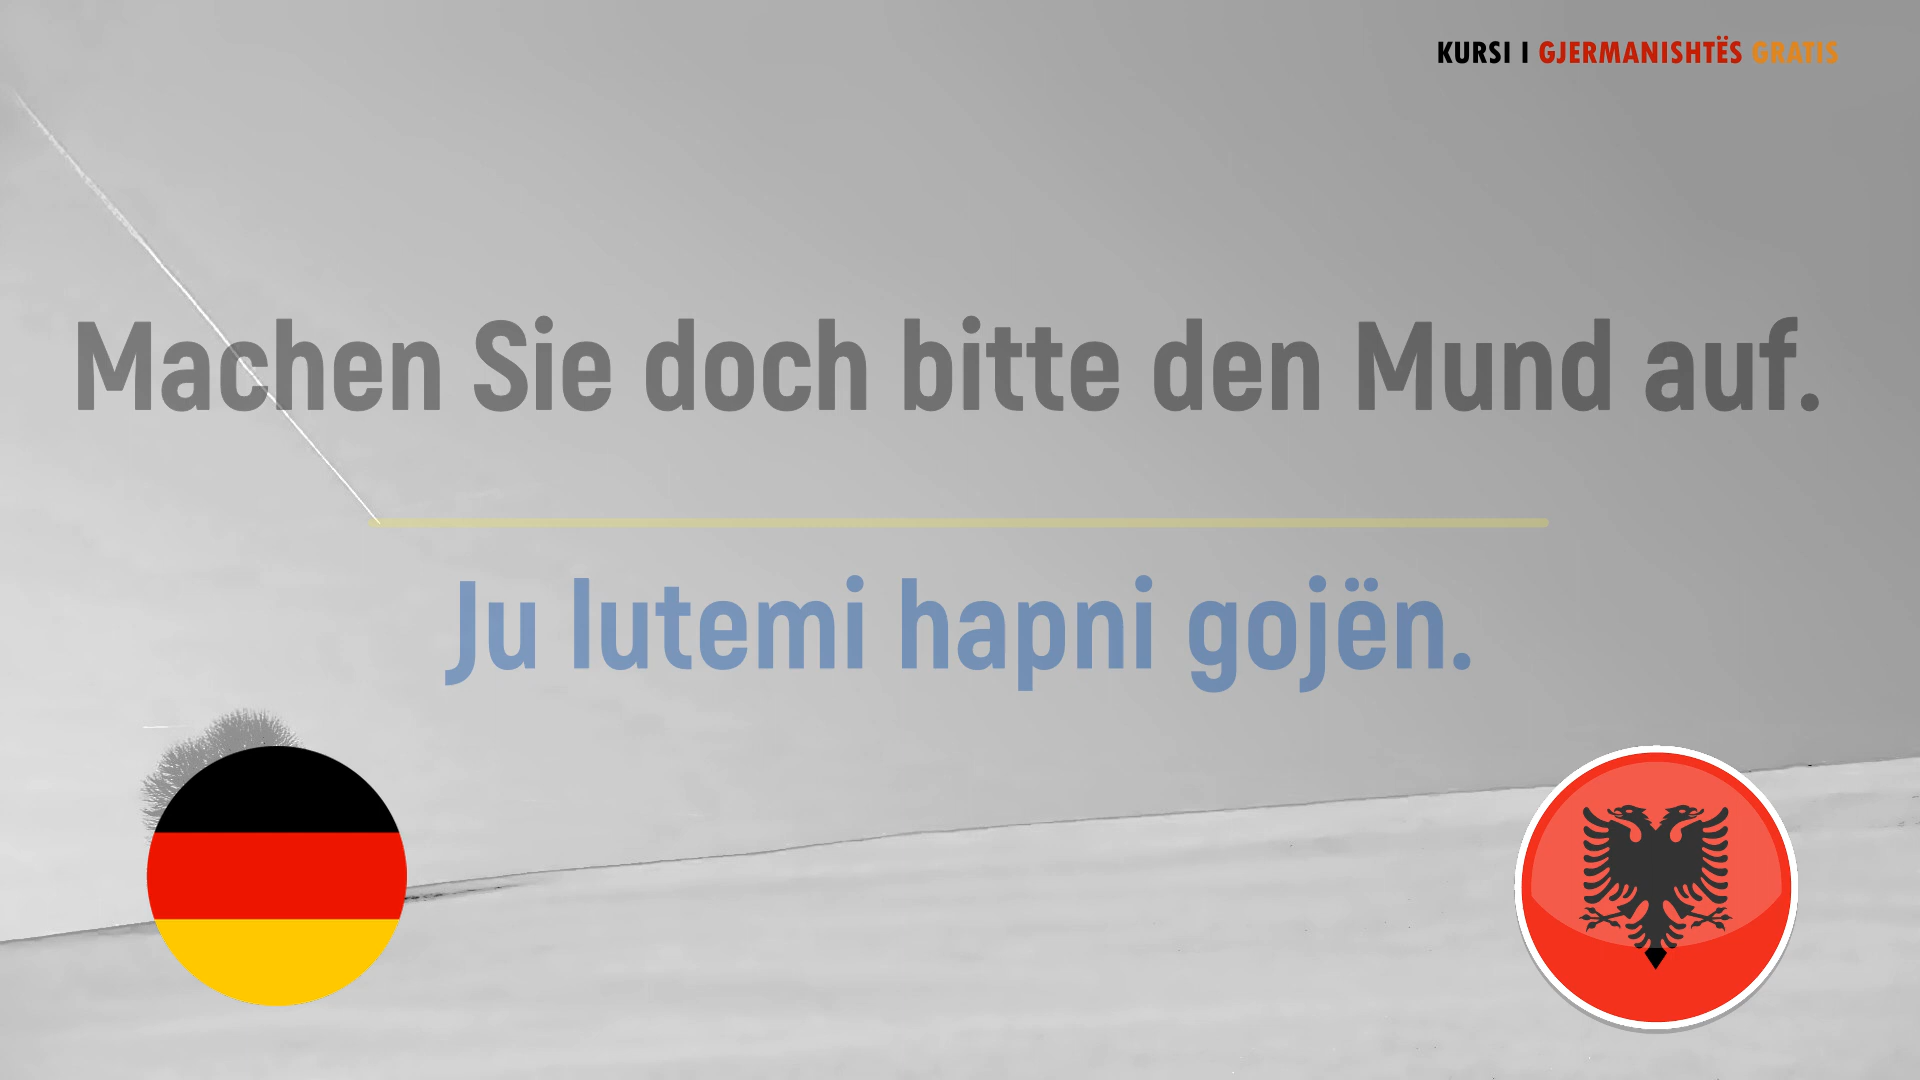 KURSI I GJERMANISHTËS GRATIS
Machen Sie doch bitte den Mund auf.
Ju lutemi hapni gojën.